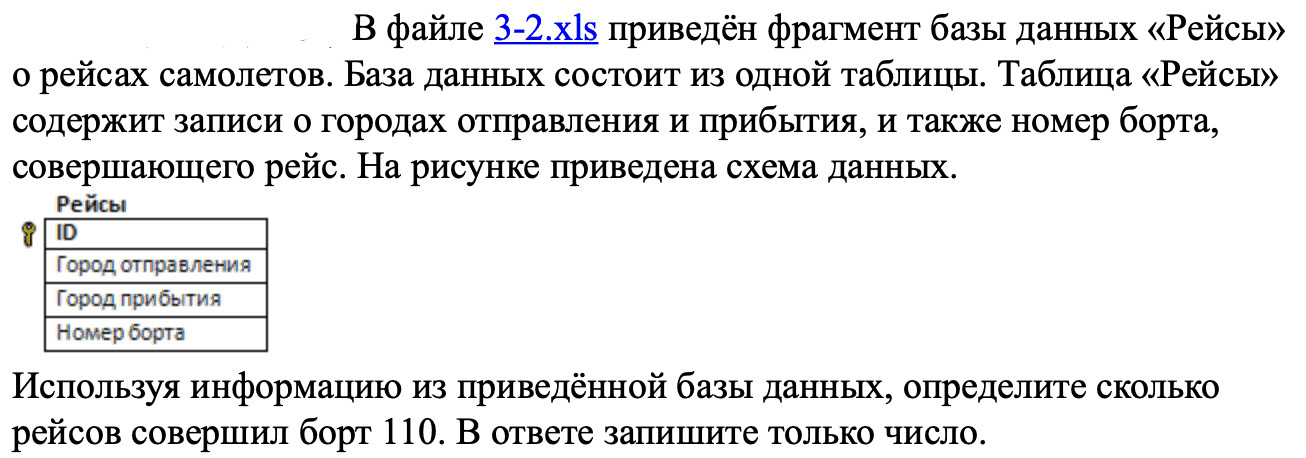 В файле 3-2.xls приведён фрагмент базы данных «Рейсы»
о рейсах самолетов. База данных состоит из одной таблицы. Таблица «Рейсы»
содержит записи о городах отправления и прибытия, и также номер борта,
совершающего рейс. На рисунке приведена схема данных.
Рейсы
ID
Город отправления
Город прибытия
Номер борта
Используя информацию из приведённой базы данных, определите сколько
рейсов совершил борт 110. В ответе запишите только число.